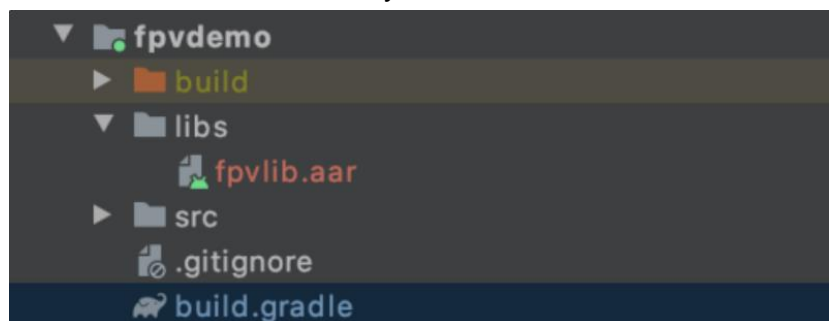 fpvdemo
build
libs
fpvlib.aar
src
.gitignore
build.gradle